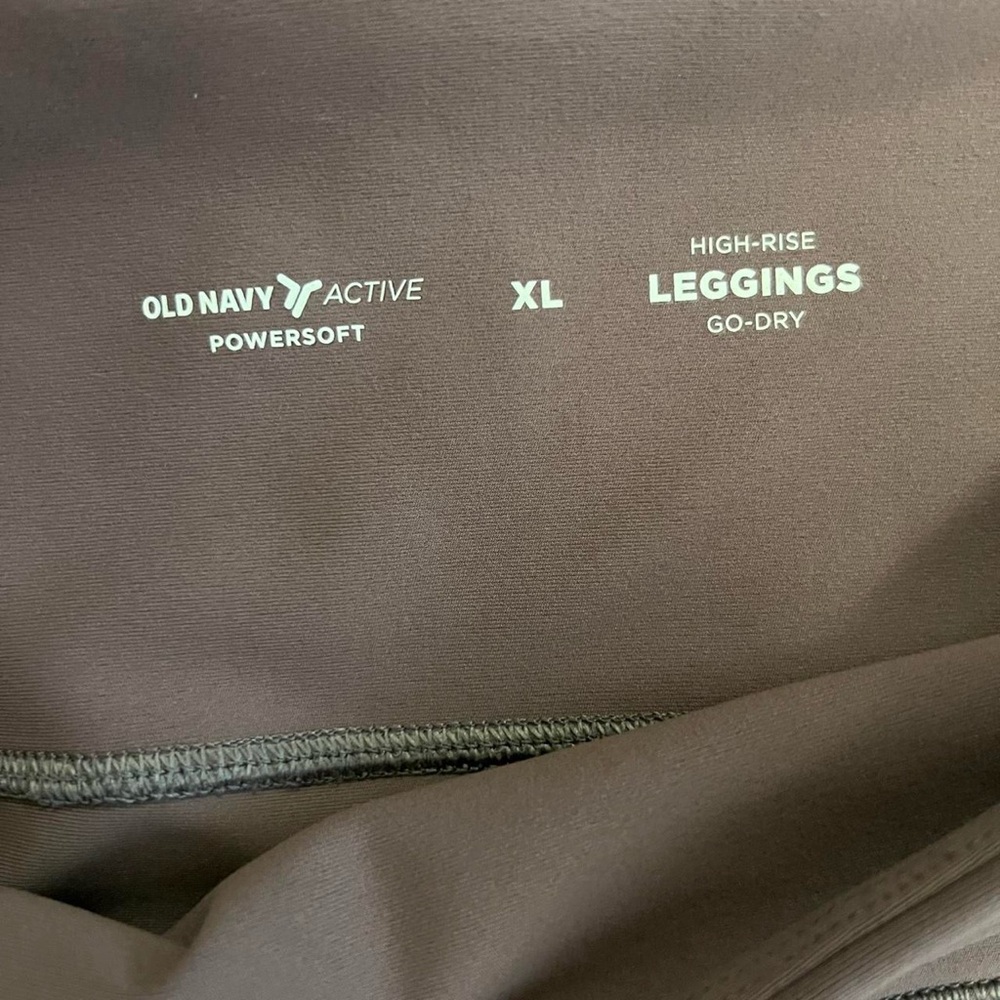 OLD NAVY ACTIVE
POWERSOFT
XL
HIGH-RISE
LEGGINGS
GO-DRY